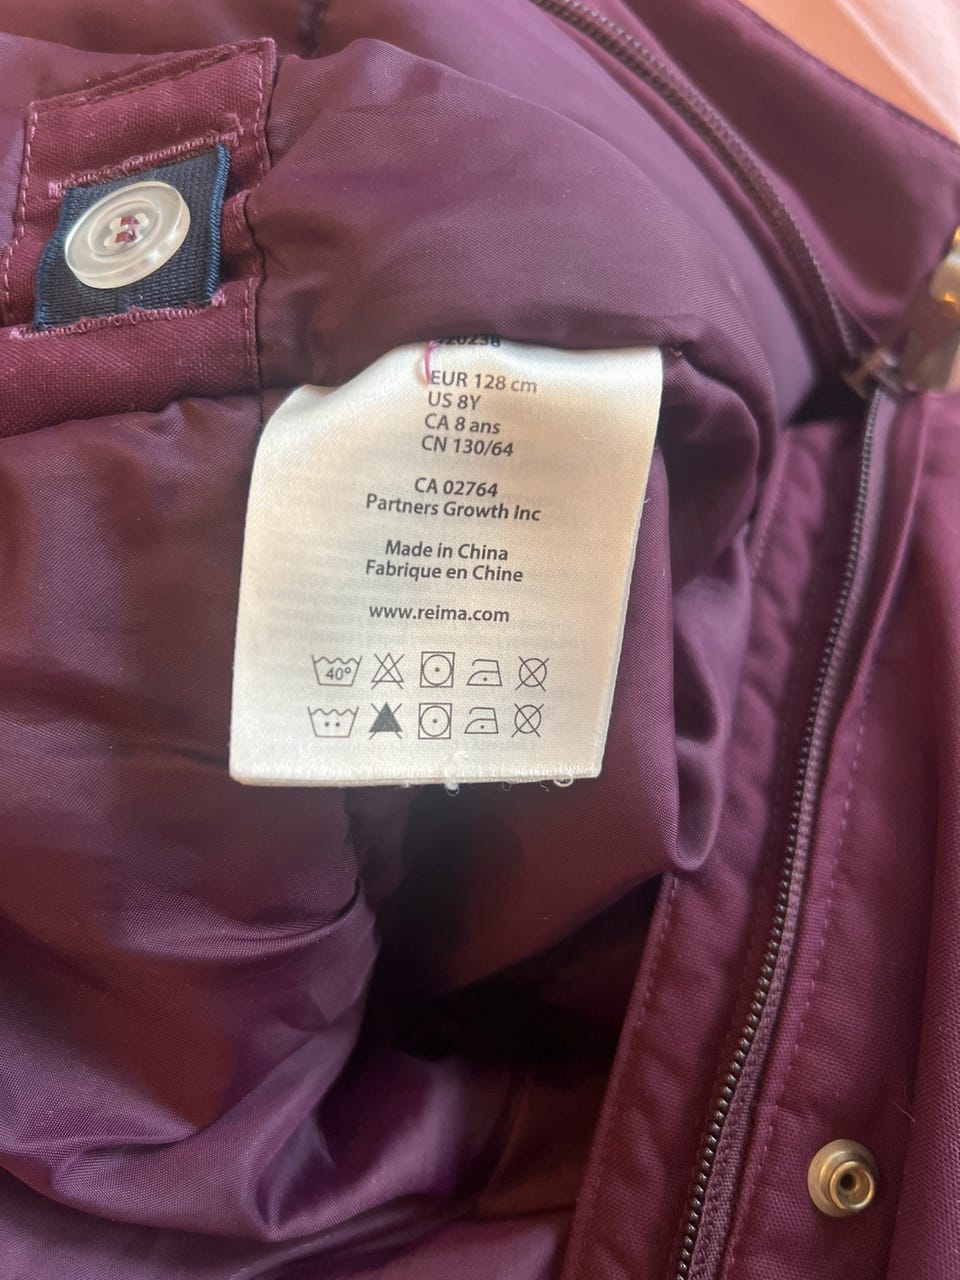 EUR 128 cm
US 8Y
CA 8 ans
CN 130/64
CA 02764
Partners Growth Inc
Made in China
Fabrique en Chine
www.reima.com
40°